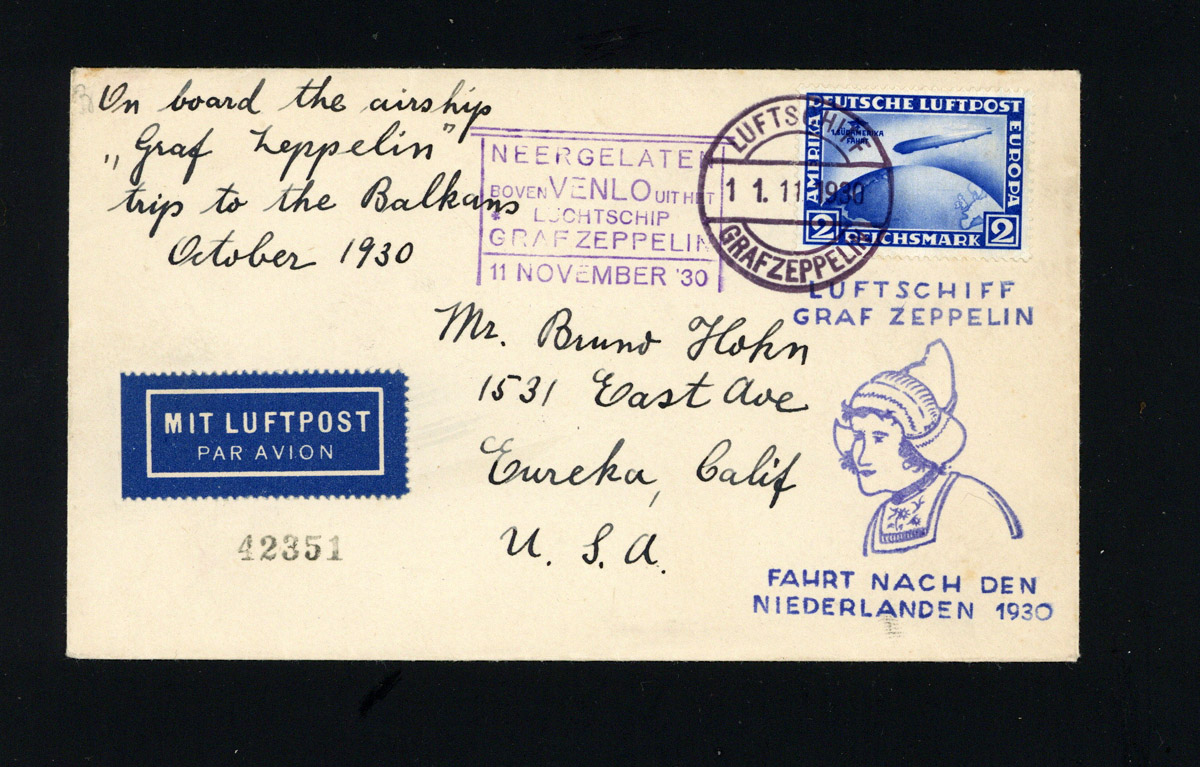 On board the airship
„Graf Zeppelin"
trip to the Balkans
October 1930
NEERGELATEN
BOVEN VENLO UIT HET
LUCHTSCHIP
GRAF ZEPPELIN
11 NOVEMBER '30
LUFTSCHIFF
11.11.1930
GRAF ZEPPELIN
DEUTSCHE LUFTPOST
AMERIKA
EUROPA
1. SÜDAMERIKA
FAHRT
2 REICHSMARK 2
LUFTSCHIFF
GRAF ZEPPELIN
Mr. Bruno Hohn
1531 East Ave
Eureka, Calif
U. S. A.
MIT LUFTPOST
PAR AVION
42351
FAHRT NACH DEN
NIEDERLANDEN 1930